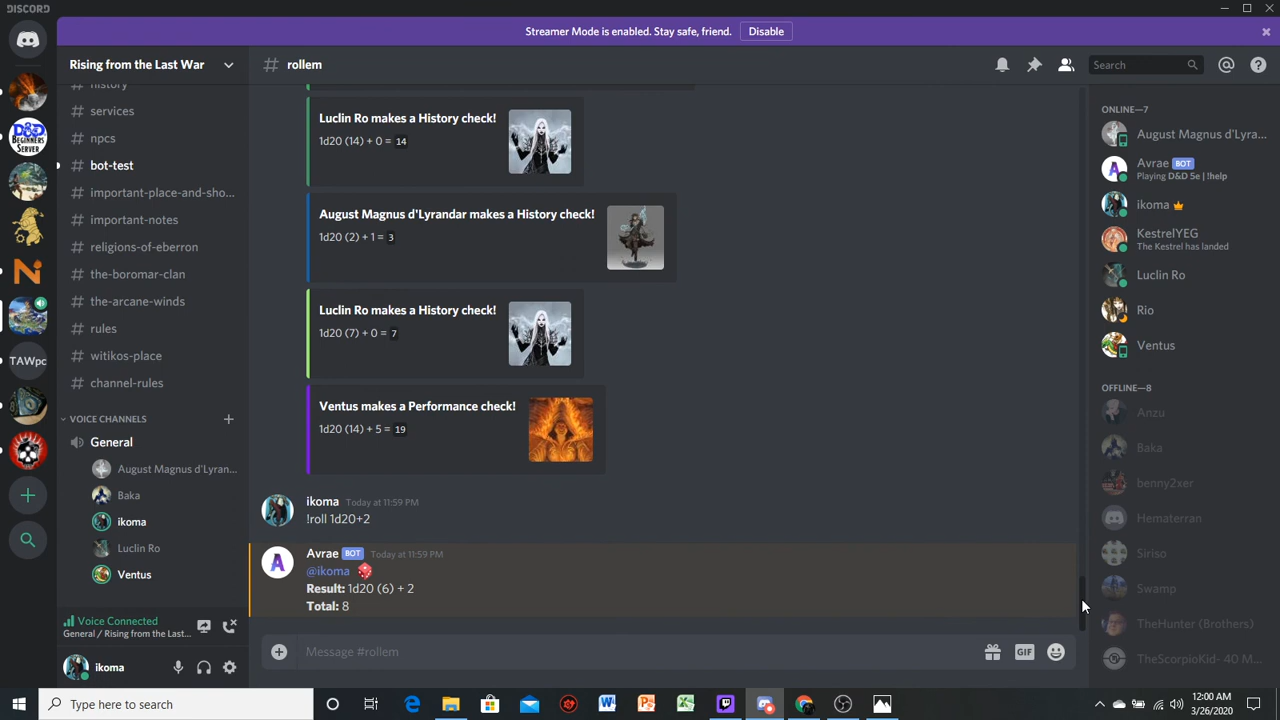 DISCORD
Streamer Mode is enabled. Stay safe, friend. Disable
Rising from the Last War
history
services
npcs
bot-test
important-place-and-sho...
important-notes
religions-of-eberron
the-boromar-clan
the-arcane-winds
rules
witikos-place
channel-rules
VOICE CHANNELS
General
August Magnus d'Lyran...
Baka
ikoma
Luclin Ro
Ventus
Voice Connected
General / Rising from the Last...
ikoma
TAWpc
# rollem
Search
Luclin Ro makes a History check!
1d20 (14) + 0 = 14
August Magnus d'Lyrandar makes a History check!
1d20 (2) + 1 = 3
Luclin Ro makes a History check!
1d20 (7) + 0 = 7
Ventus makes a Performance check!
1d20 (14) + 5 = 19
ikoma Today at 11:59 PM
!roll 1d20+2
Avrae BOT Today at 11:59 PM
@ikoma
Result: 1d20 (6) + 2
Total: 8
Message #rollem
GIF
ONLINE—7
August Magnus d'Lyra...
Avrae BOT
Playing D&D 5e | !help
ikoma
KestrelYEG
The Kestrel has landed
Luclin Ro
Rio
Ventus
OFFLINE—8
Anzu
Baka
benny2xer
Hematerran
Siriso
Swamp
TheHunter (Brothers)
TheScorpioKid- 40 M...
Type here to search
12:00 AM
3/26/2020